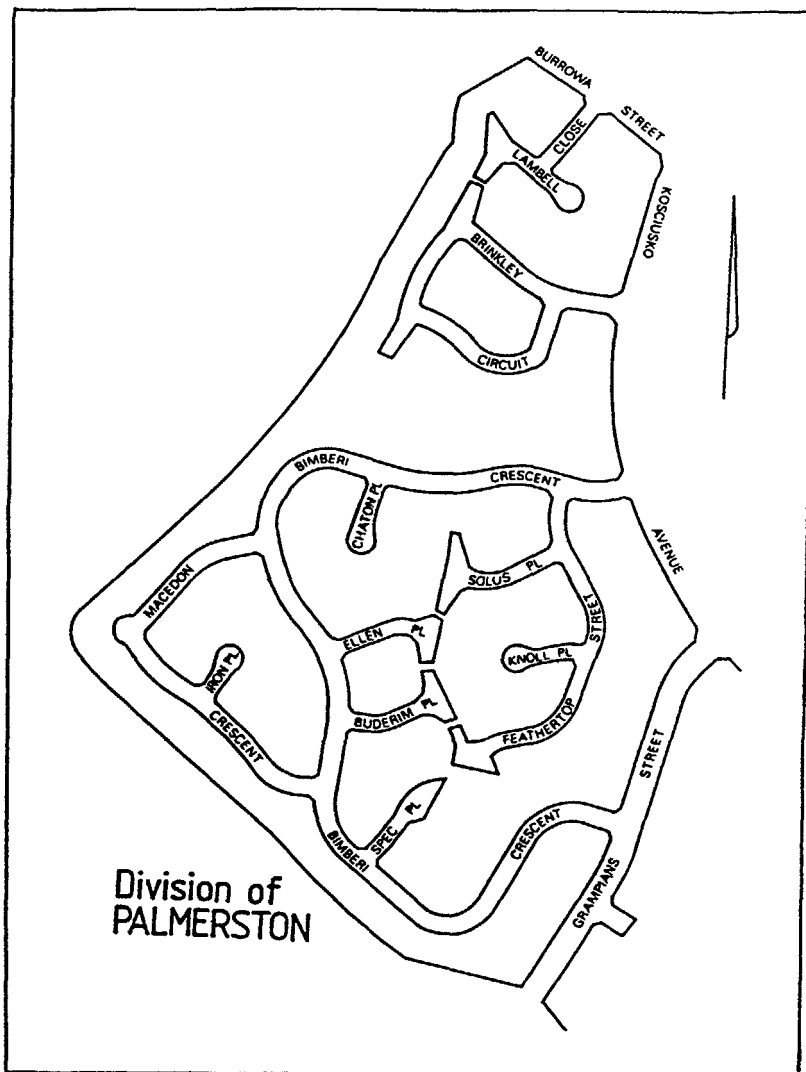 BURROWA
STREET
CLOSE
LAMBELL
KOSCIUSKO
BRINKLEY
CIRCUIT
BIMBERI
CRESCENT
CHATON PL
AVENUE
SOLUS PL
MACEDON
STREET
ELLEN PL
KNOLL PL
IRON PL
BUDERIM PL
FEATHERTOP
CRESCENT
STREET
SPEC PL
CRESCENT
BIMBERI
GRAMPIANS
Division of
PALMERSTON